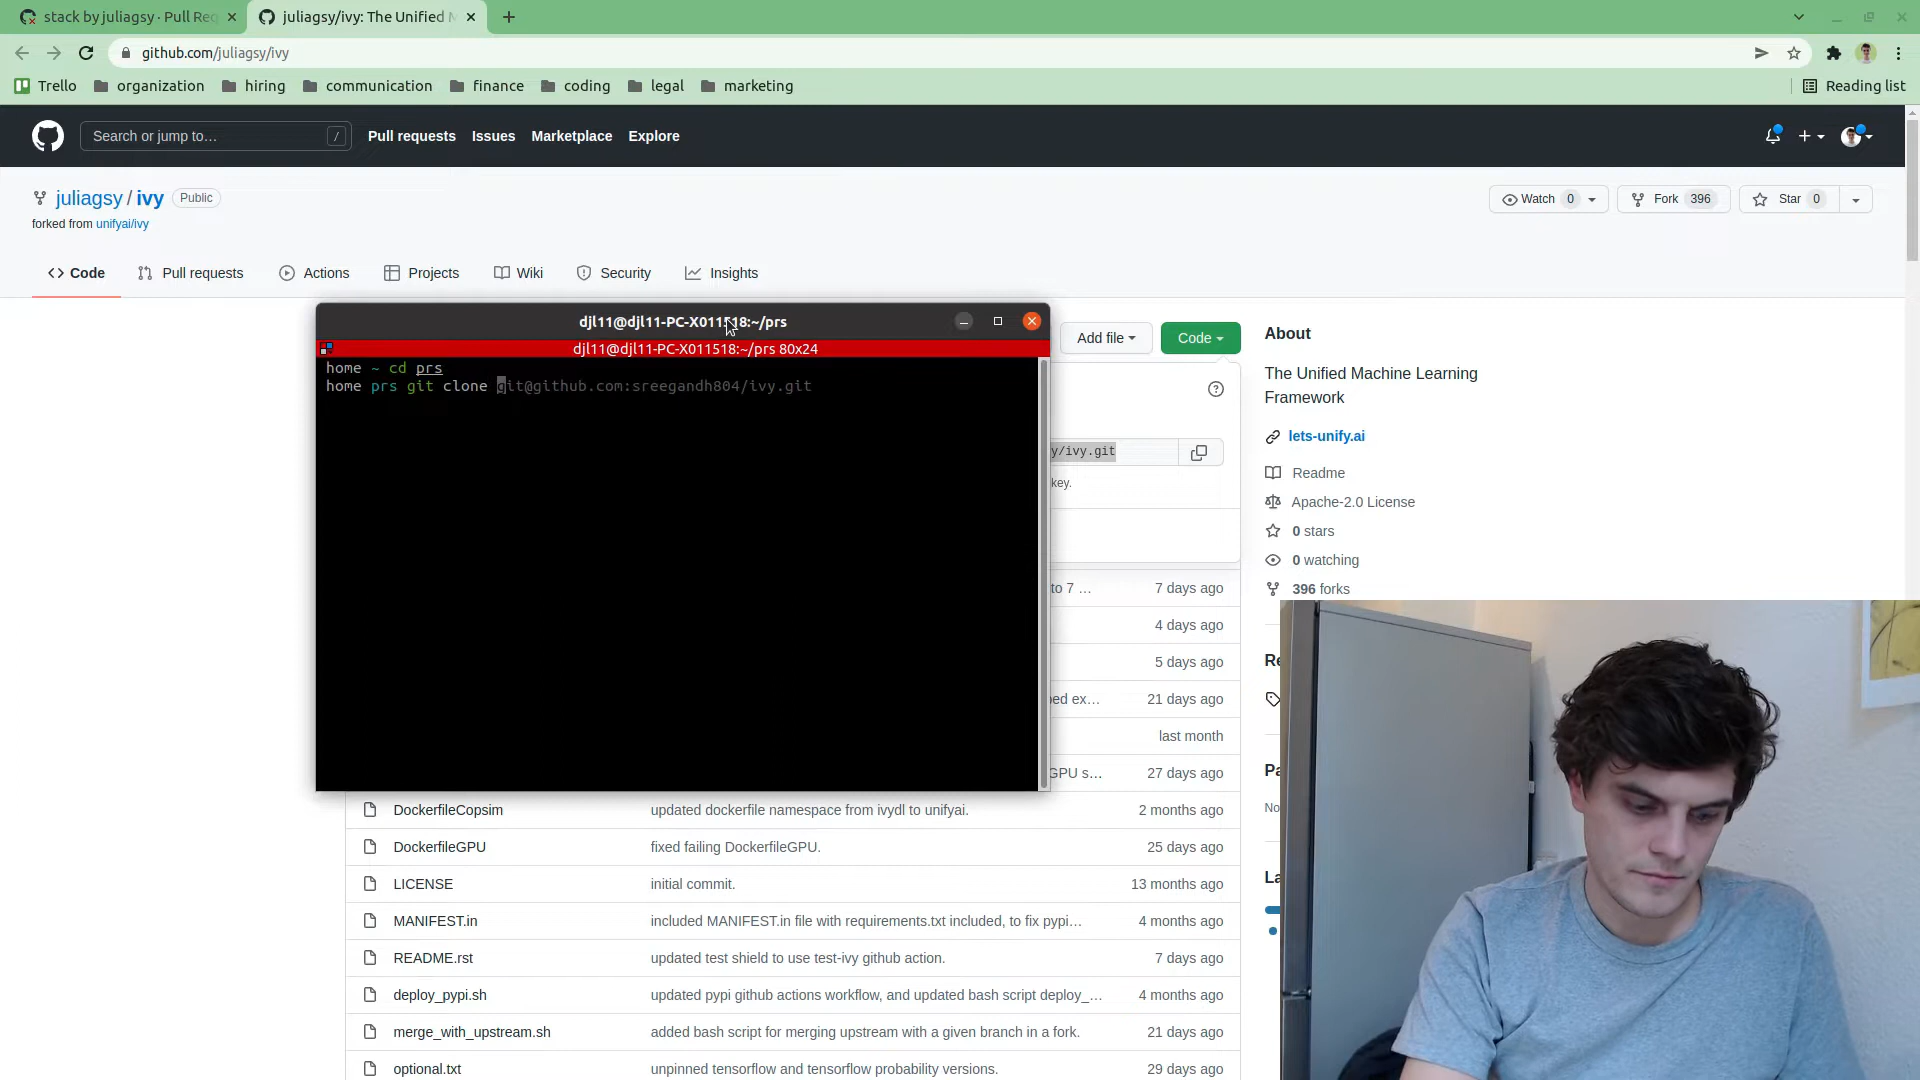 stack by juliagsy · Pull Req
juliagsy/ivy: The Unified M
github.com/juliagsy/ivy
Trello organization hiring communication finance coding legal marketing Reading list
Search or jump to… / Pull requests Issues Marketplace Explore
juliagsy / ivy Public
Watch 0 Fork 396 Star 0
forked from unifyai/ivy
Code Pull requests Actions Projects Wiki Security Insights
djl11@djl11-PC-X011518:~/prs
djl11@djl11-PC-X011518:~/prs 80x24
home ~ cd prs
home prs git clone git@github.com:sreegandh804/ivy.git
Add file Code
y/ivy.git
key.
to 7 … 7 days ago
4 days ago
5 days ago
ped ex… 21 days ago
last month
GPU s… 27 days ago
DockerfileCopsim updated dockerfile namespace from ivydl to unifyai. 2 months ago
DockerfileGPU fixed failing DockerfileGPU. 25 days ago
LICENSE initial commit. 13 months ago
MANIFEST.in included MANIFEST.in file with requirements.txt included, to fix pypi… 4 months ago
README.rst updated test shield to use test-ivy github action. 7 days ago
deploy_pypi.sh updated pypi github actions workflow, and updated bash script deploy_… 4 months ago
merge_with_upstream.sh added bash script for merging upstream with a given branch in a fork. 21 days ago
optional.txt unpinned tensorflow and tensorflow probability versions. 29 days ago
About
The Unified Machine Learning
Framework
lets-unify.ai
Readme
Apache-2.0 License
0 stars
0 watching
396 forks
Re
Pa
No
La